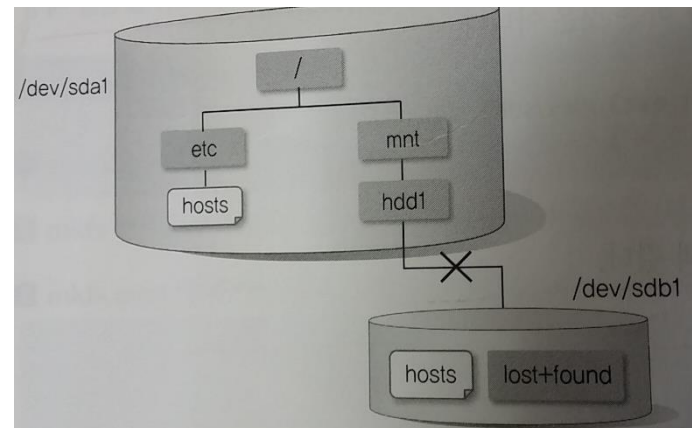 /dev/sda1
/
etc
mnt
hosts
hdd1
/dev/sdb1
hosts
lost+found